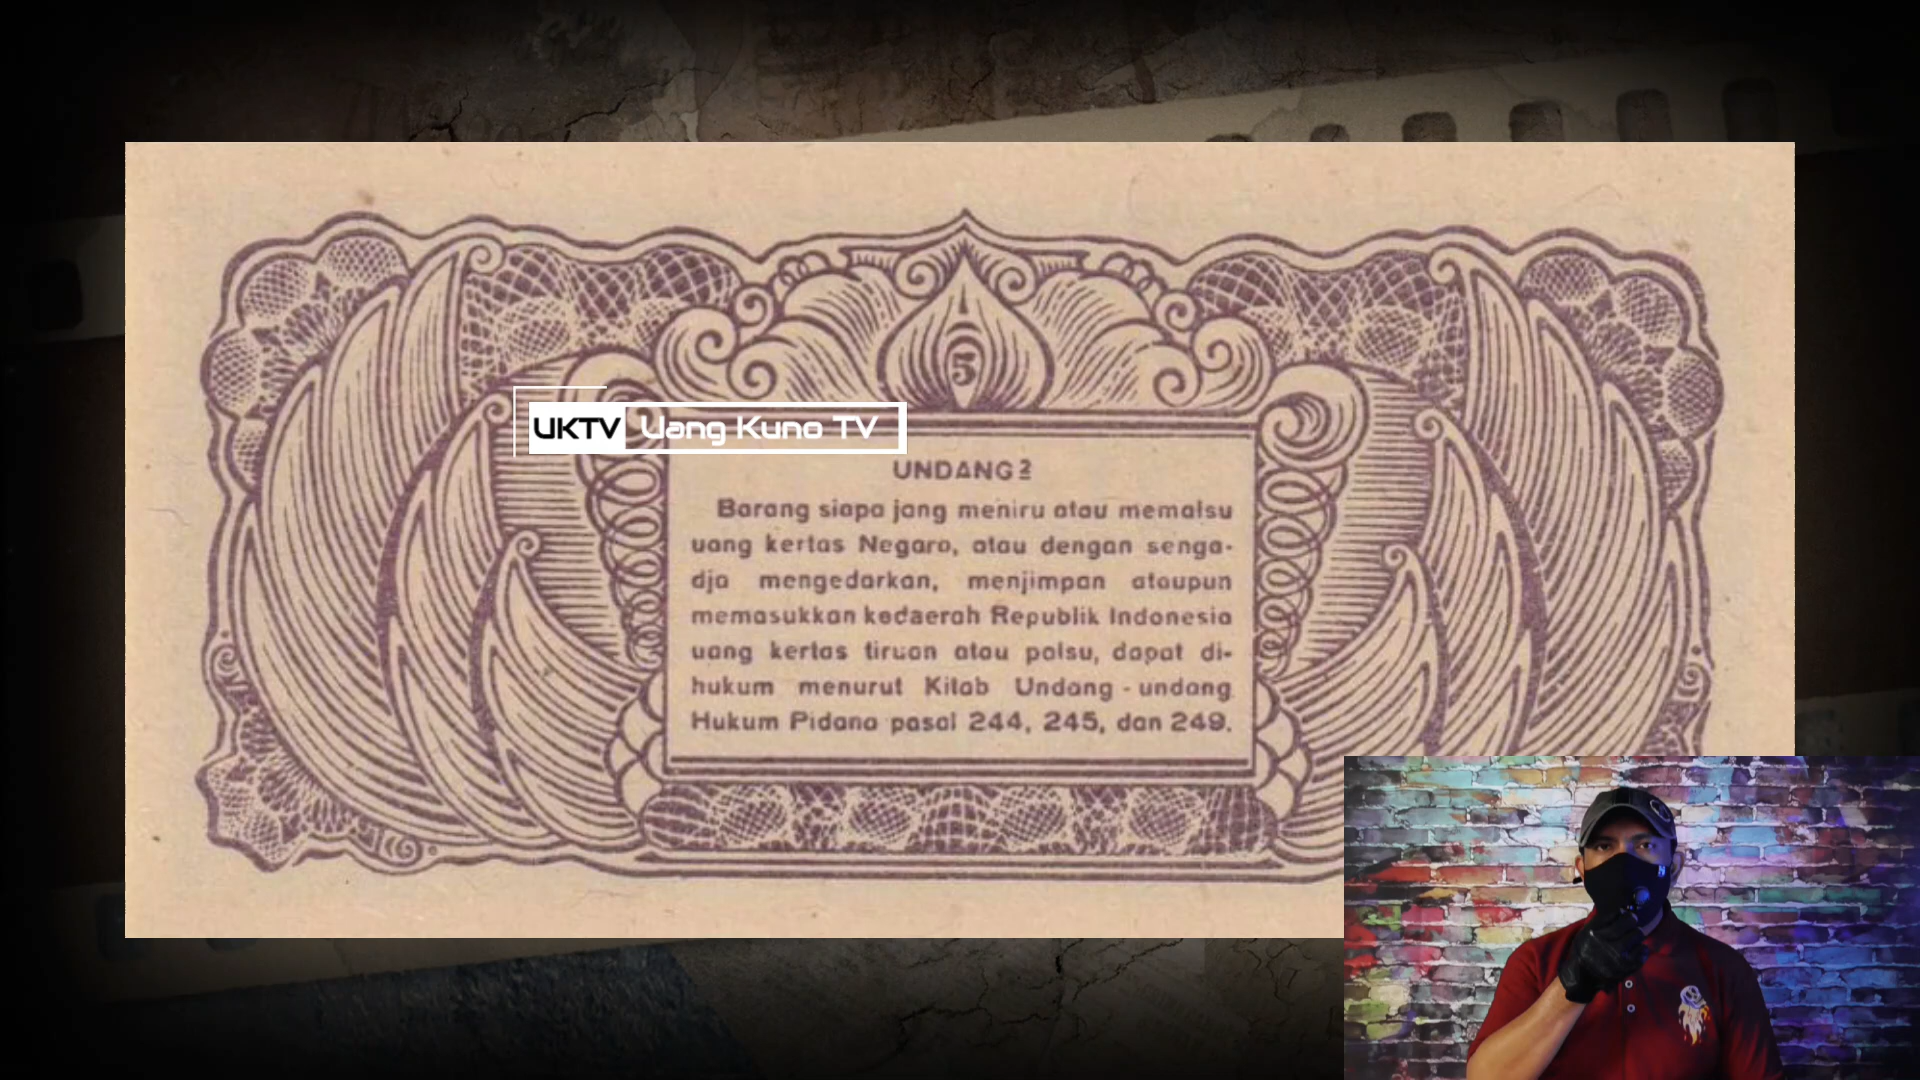 5
UKTV Uang Kuno TV
UNDANG2
Barang siapa jang meniru atau memalsu
uang kertas Negara, atau dengan senga-
dja mengedarkan, menjimpan ataupun
memasukkan kedaerah Republik Indonesia
uang kertas tiruan atau palsu, dapat di-
hukum menurut Kitab Undang-undang
Hukum Pidana pasal 244, 245, dan 249.